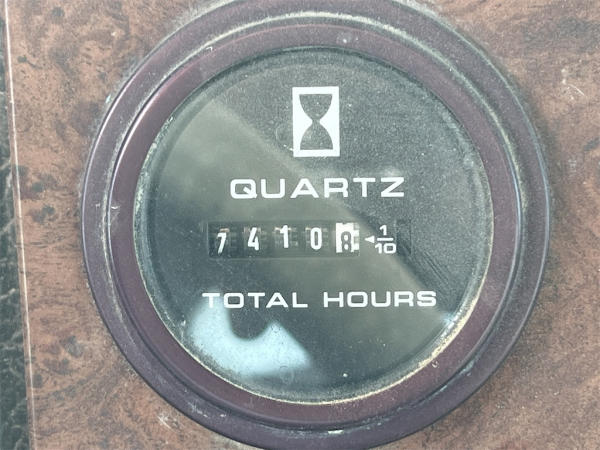 QUARTZ
74108 ◄1/10
TOTAL HOURS